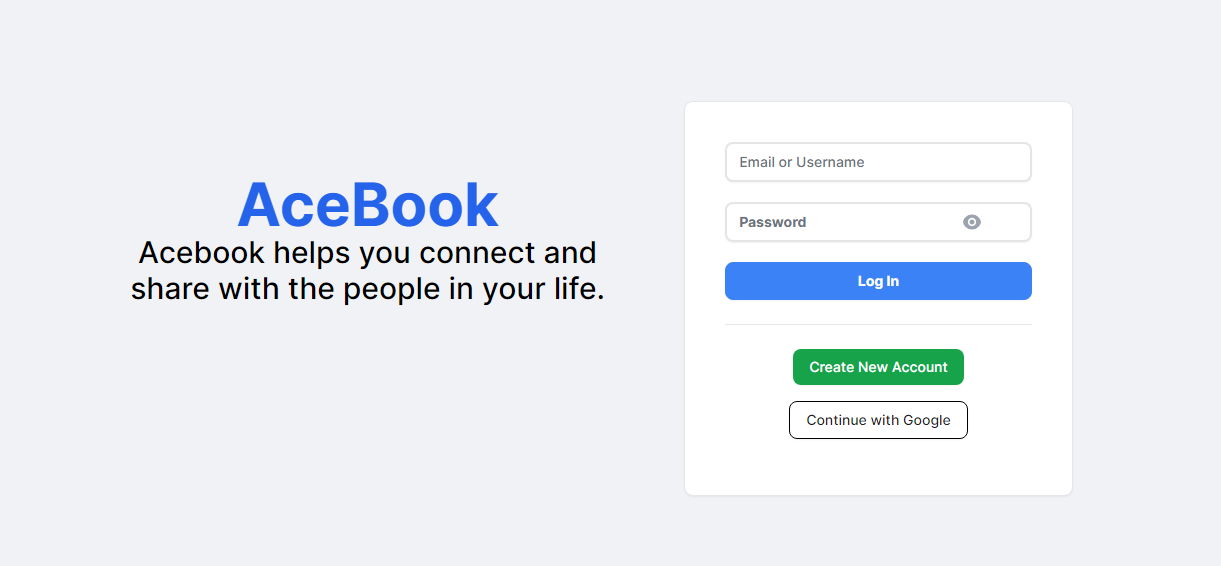 AceBook
Acebook helps you connect and
share with the people in your life.
Email or Username
Password
Log In
Create New Account
Continue with Google